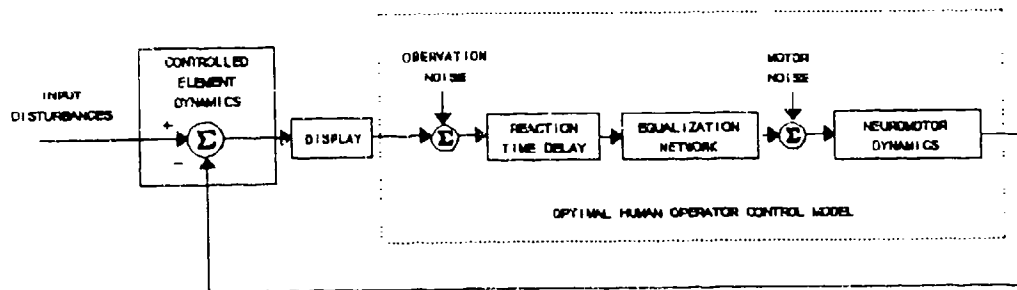 INPUT
DISTURBANCES
CONTROLLED
ELEMENT
DYNAMICS
+
Σ
−
DISPLAY
OBERVATION
NOISE
Σ
REACTION
TIME DELAY
EQUALIZATION
NETWORK
MOTOR
NOISE
Σ
NEUROMOTOR
DYNAMICS
OPTIMAL HUMAN OPERATOR CONTROL MODEL